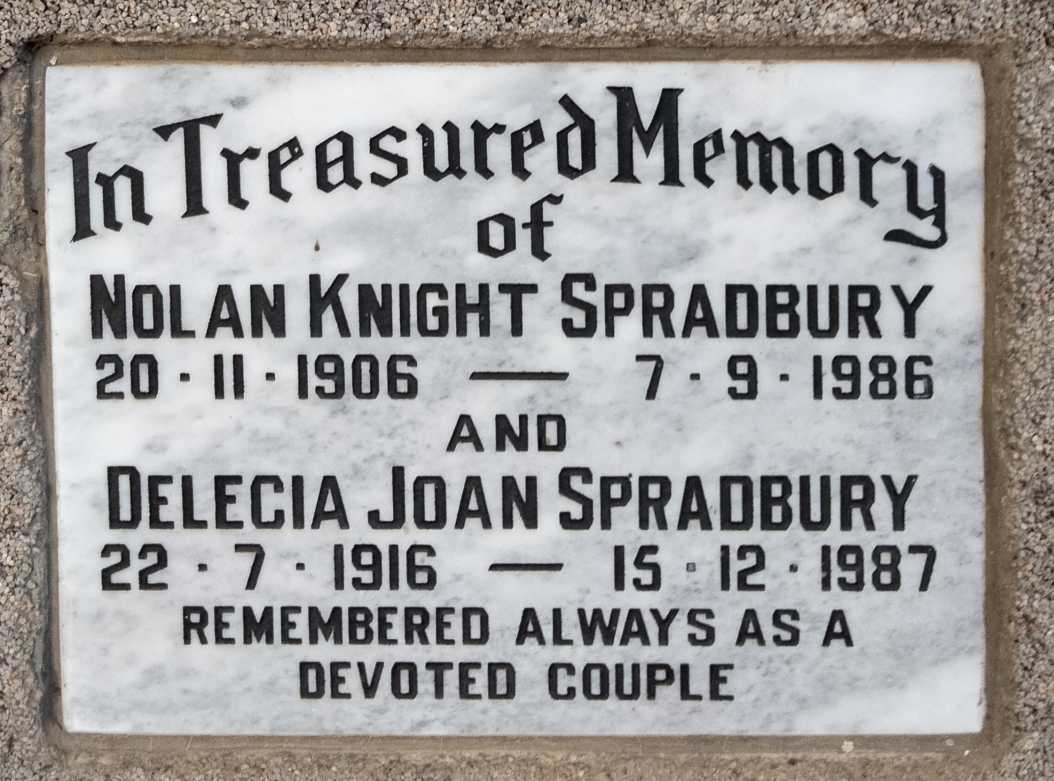 In Treasured Memory
of
NOLAN KNIGHT SPRADBURY
20 · 11 · 1906 — 7 · 9 · 1986
AND
DELECIA JOAN SPRADBURY
22 · 7 · 1916 — 15 · 12 · 1987
REMEMBERED ALWAYS AS A
DEVOTED COUPLE